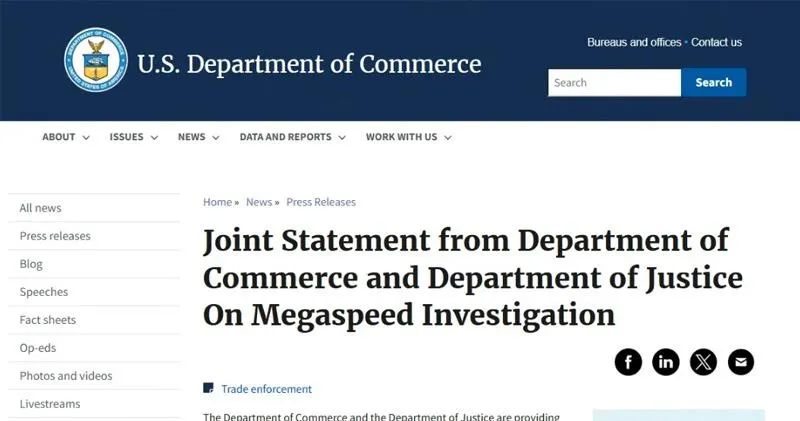 U.S. Department of Commerce
Bureaus and offices • Contact us
Search Search
ABOUT ISSUES NEWS DATA AND REPORTS WORK WITH US
All news
Press releases
Blog
Speeches
Fact sheets
Op-eds
Photos and videos
Livestreams
Home » News » Press Releases
Joint Statement from Department of
Commerce and Department of Justice
On Megaspeed Investigation
Trade enforcement
The Department of Commerce and the Department of Justice are providing